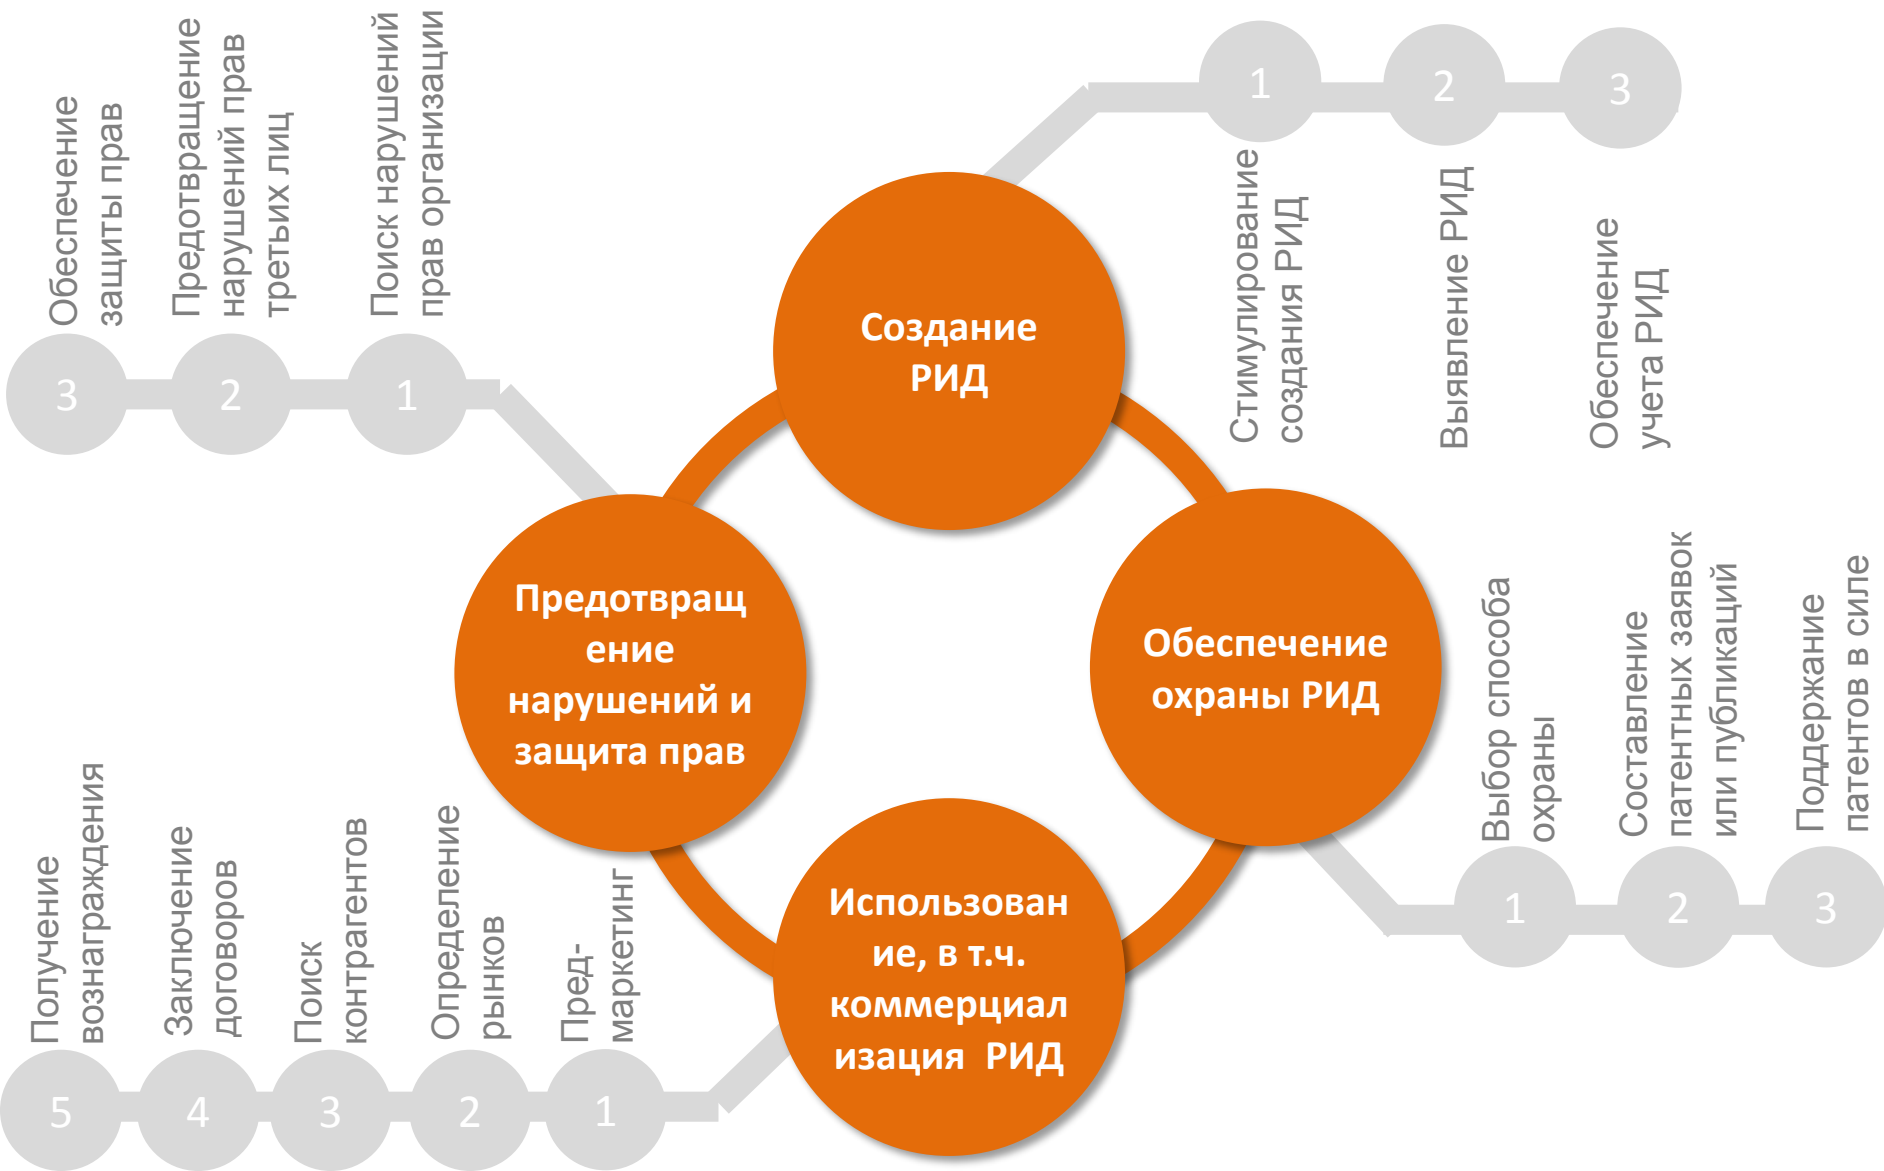 Обеспечение
защиты прав
Предотвращение
нарушений прав
третьих лиц
Поиск нарушений
прав организации
3
2
1
1
2
3
Стимулирование
создания РИД
Выявление РИД
Обеспечение
учета РИД
Создание
РИД
Предотвращ
ение
нарушений и
защита прав
Обеспечение
охраны РИД
Использован
ие, в т.ч.
коммерциал
изация РИД
Выбор способа
охраны
Составление
патентных заявок
или публикаций
Поддержание
патентов в силе
1
2
3
Получение
вознаграждения
Заключение
договоров
Поиск
контрагентов
Определение
рынков
Пред-
маркетинг
5
4
3
2
1